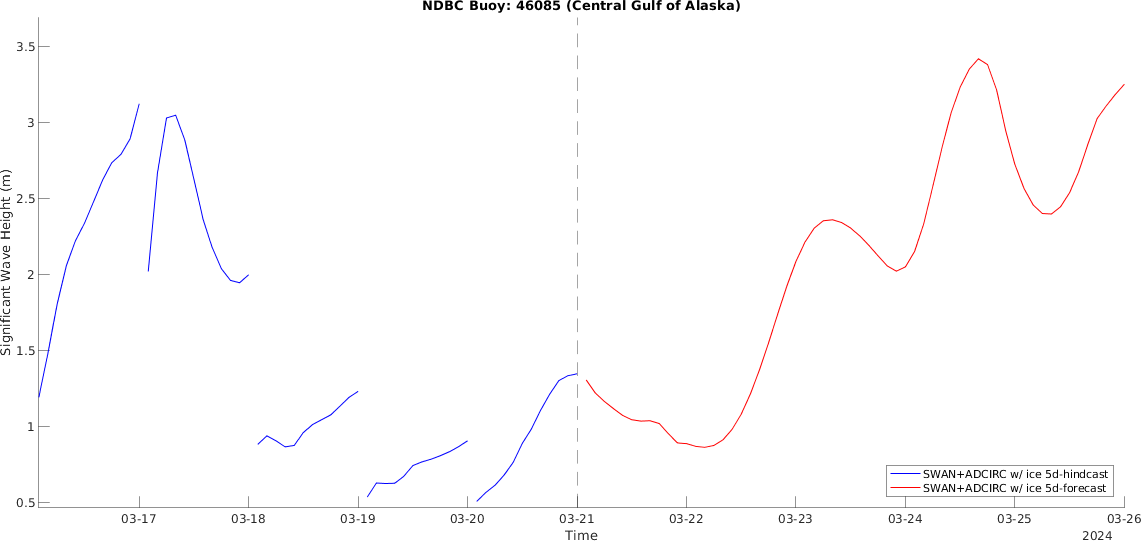 NDBC Buoy: 46085 (Central Gulf of Alaska)
3.5
3
2.5
2
1.5
1
0.5
Significant Wave Height (m)
SWAN+ADCIRC w/ ice 5d-hindcast
SWAN+ADCIRC w/ ice 5d-forecast
03-17 03-18 03-19 03-20 03-21 03-22 03-23 03-24 03-25 03-26
Time
2024